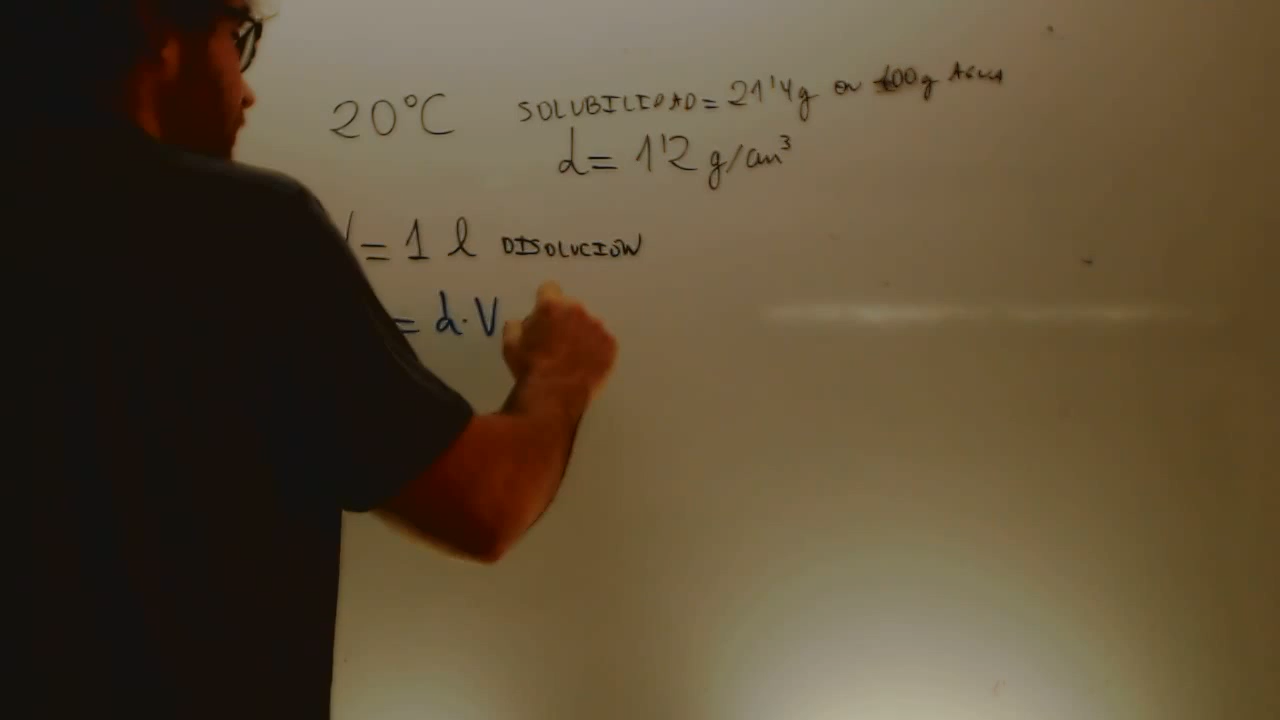 20°C SOLUBILIDAD = 21'4g en 100g AGUA
d = 1'2 g/cm³
= 1 l DISOLUCION
= d·V